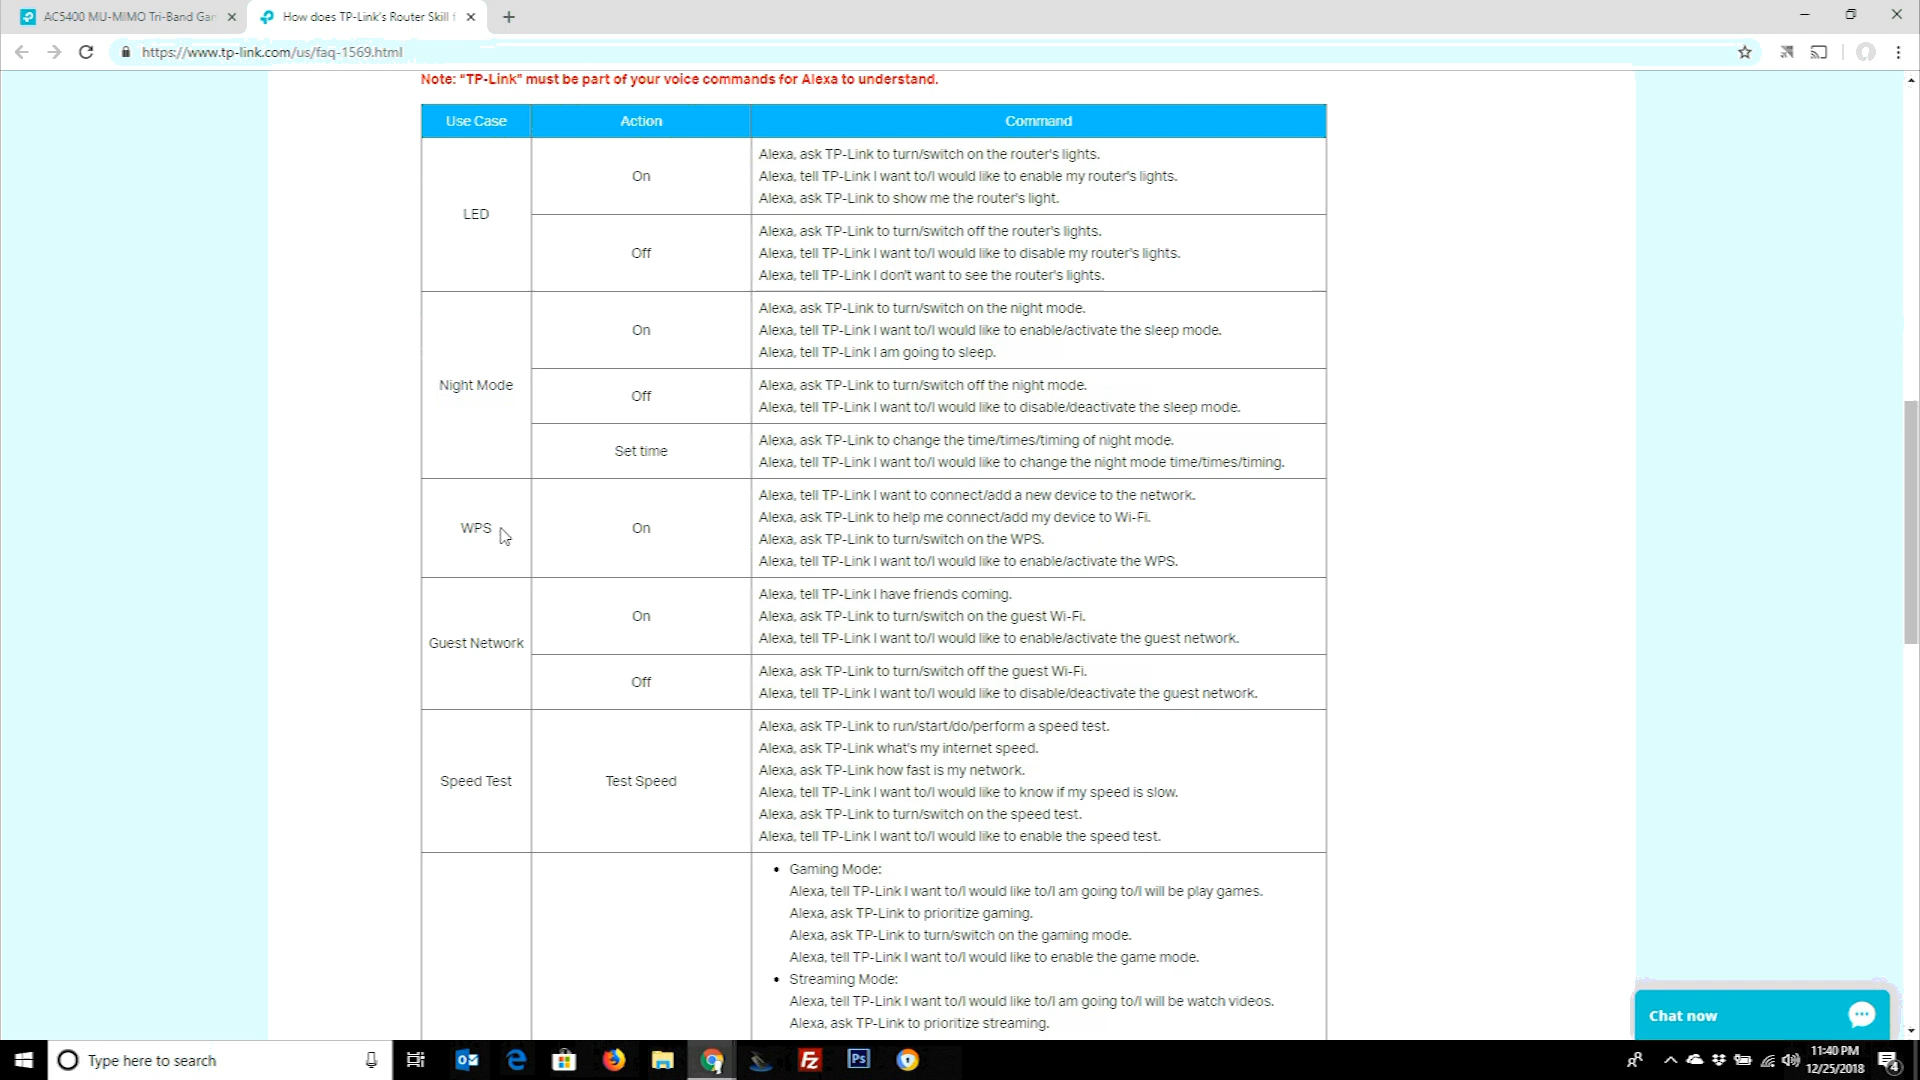 AC5400 MU-MIMO Tri-Band Gar
How does TP-Link's Router Skill f
https://www.tp-link.com/us/faq-1569.html
Note: "TP-Link" must be part of your voice commands for Alexa to understand.
Use Case Action Command
LED
On
Alexa, ask TP-Link to turn/switch on the router's lights.
Alexa, tell TP-Link I want to/I would like to enable my router's lights.
Alexa, ask TP-Link to show me the router's light.
Off
Alexa, ask TP-Link to turn/switch off the router's lights.
Alexa, tell TP-Link I want to/I would like to disable my router's lights.
Alexa, tell TP-Link I don't want to see the router's lights.
Night Mode
On
Alexa, ask TP-Link to turn/switch on the night mode.
Alexa, tell TP-Link I want to/I would like to enable/activate the sleep mode.
Alexa, tell TP-Link I am going to sleep.
Off
Alexa, ask TP-Link to turn/switch off the night mode.
Alexa, tell TP-Link I want to/I would like to disable/deactivate the sleep mode.
Set time
Alexa, ask TP-Link to change the time/times/timing of night mode.
Alexa, tell TP-Link I want to/I would like to change the night mode time/times/timing.
WPS
On
Alexa, tell TP-Link I want to connect/add a new device to the network.
Alexa, ask TP-Link to help me connect/add my device to Wi-Fi.
Alexa, ask TP-Link to turn/switch on the WPS.
Alexa, tell TP-Link I want to/I would like to enable/activate the WPS.
Guest Network
On
Alexa, tell TP-Link I have friends coming.
Alexa, ask TP-Link to turn/switch on the guest Wi-Fi.
Alexa, tell TP-Link I want to/I would like to enable/activate the guest network.
Off
Alexa, ask TP-Link to turn/switch off the guest Wi-Fi.
Alexa, tell TP-Link I want to/I would like to disable/deactivate the guest network.
Speed Test
Test Speed
Alexa, ask TP-Link to run/start/do/perform a speed test.
Alexa, ask TP-Link what's my internet speed.
Alexa, ask TP-Link how fast is my network.
Alexa, tell TP-Link I want to/I would like to know if my speed is slow.
Alexa, ask TP-Link to turn/switch on the speed test.
Alexa, tell TP-Link I want to/I would like to enable the speed test.
• Gaming Mode:
Alexa, tell TP-Link I want to/I would like to/I am going to/I will be play games.
Alexa, ask TP-Link to prioritize gaming.
Alexa, ask TP-Link to turn/switch on the gaming mode.
Alexa, tell TP-Link I want to/I would like to enable the game mode.
• Streaming Mode:
Alexa, tell TP-Link I want to/I would like to/I am going to/I will be watch videos.
Alexa, ask TP-Link to prioritize streaming.
Chat now
Type here to search
Fz
Ps
11:40 PM
12/25/2018
4